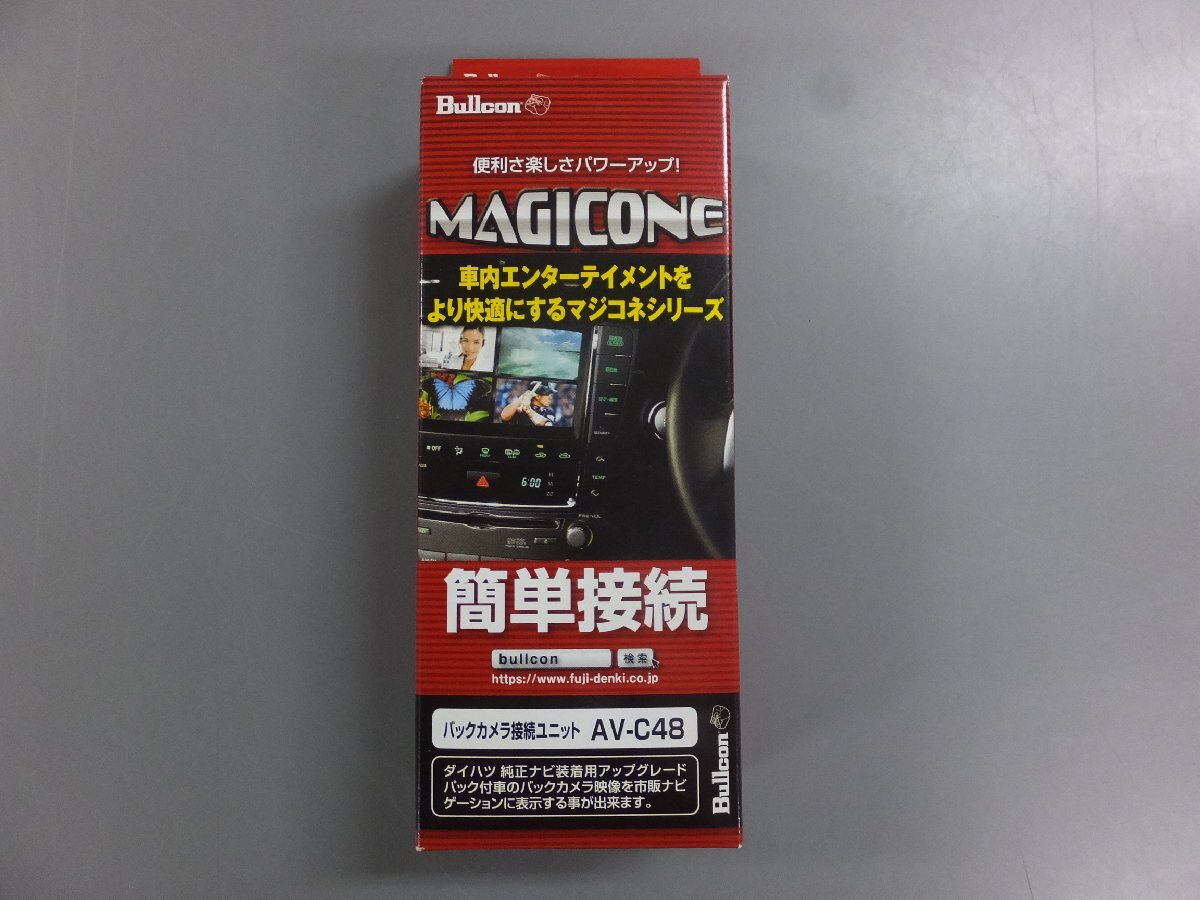 Bullcon
便利さ楽しさパワーアップ!
MAGICONE
車内エンターテイメントを
より快適にするマジコネシリーズ
OFF
6:00
TEMP
簡単接続
bullcon 検索
https://www.fuji-denki.co.jp
バックカメラ接続ユニット AV-C48
ダイハツ 純正ナビ装着用アップグレード
パック付車のバックカメラ映像を市販ナビ
ゲーションに表示する事が出来ます。
Bullcon